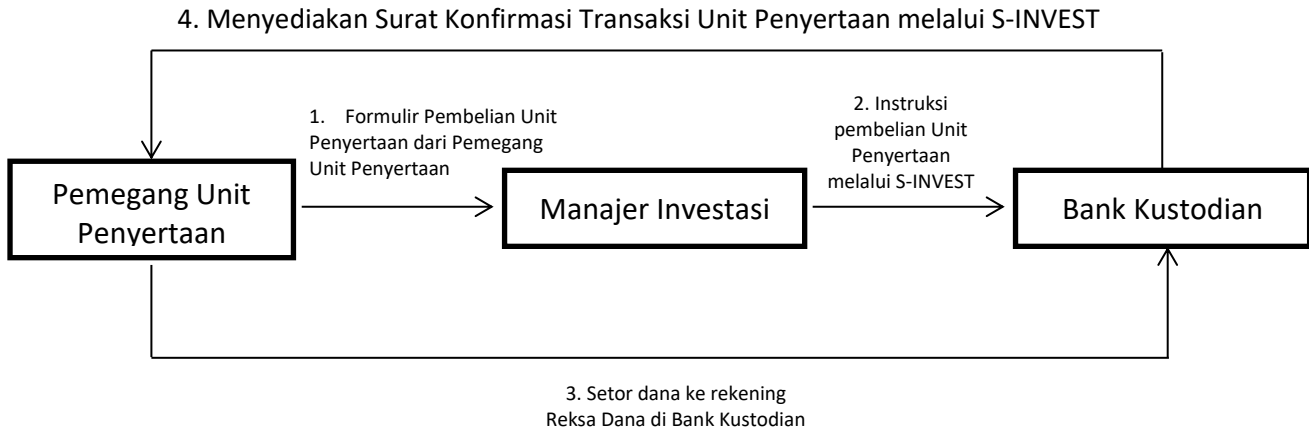 4. Menyediakan Surat Konfirmasi Transaksi Unit Penyertaan melalui S-INVEST
1. Formulir Pembelian Unit
Penyertaan dari Pemegang
Unit Penyertaan
2. Instruksi
pembelian Unit
Penyertaan
melalui S-INVEST
Pemegang Unit
Penyertaan
Manajer Investasi
Bank Kustodian
3. Setor dana ke rekening
Reksa Dana di Bank Kustodian